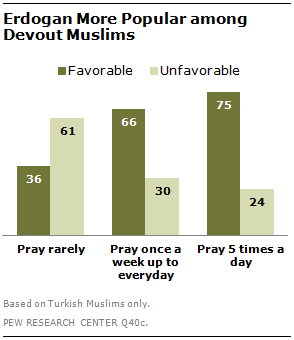 Erdogan More Popular among
Devout Muslims
Favorable Unfavorable
36 61 66 30 75 24
Pray rarely Pray once a week up to everyday Pray 5 times a day
Based on Turkish Muslims only.
PEW RESEARCH CENTER Q40c.